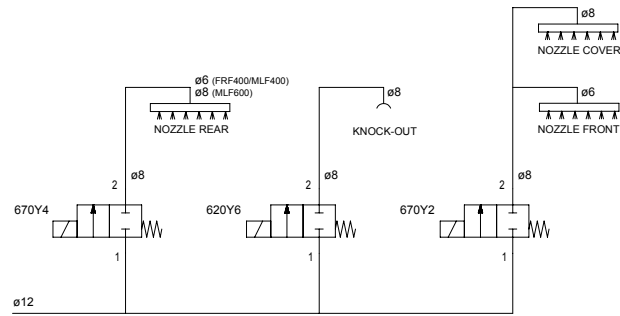 ø8
NOZZLE COVER
ø6 (FRF400/MLF400)
ø8 (MLF600)
NOZZLE REAR
ø8
KNOCK-OUT
ø6
NOZZLE FRONT
2
ø8
2
ø8
2
ø8
670Y4
620Y6
670Y2
1
1
1
ø12